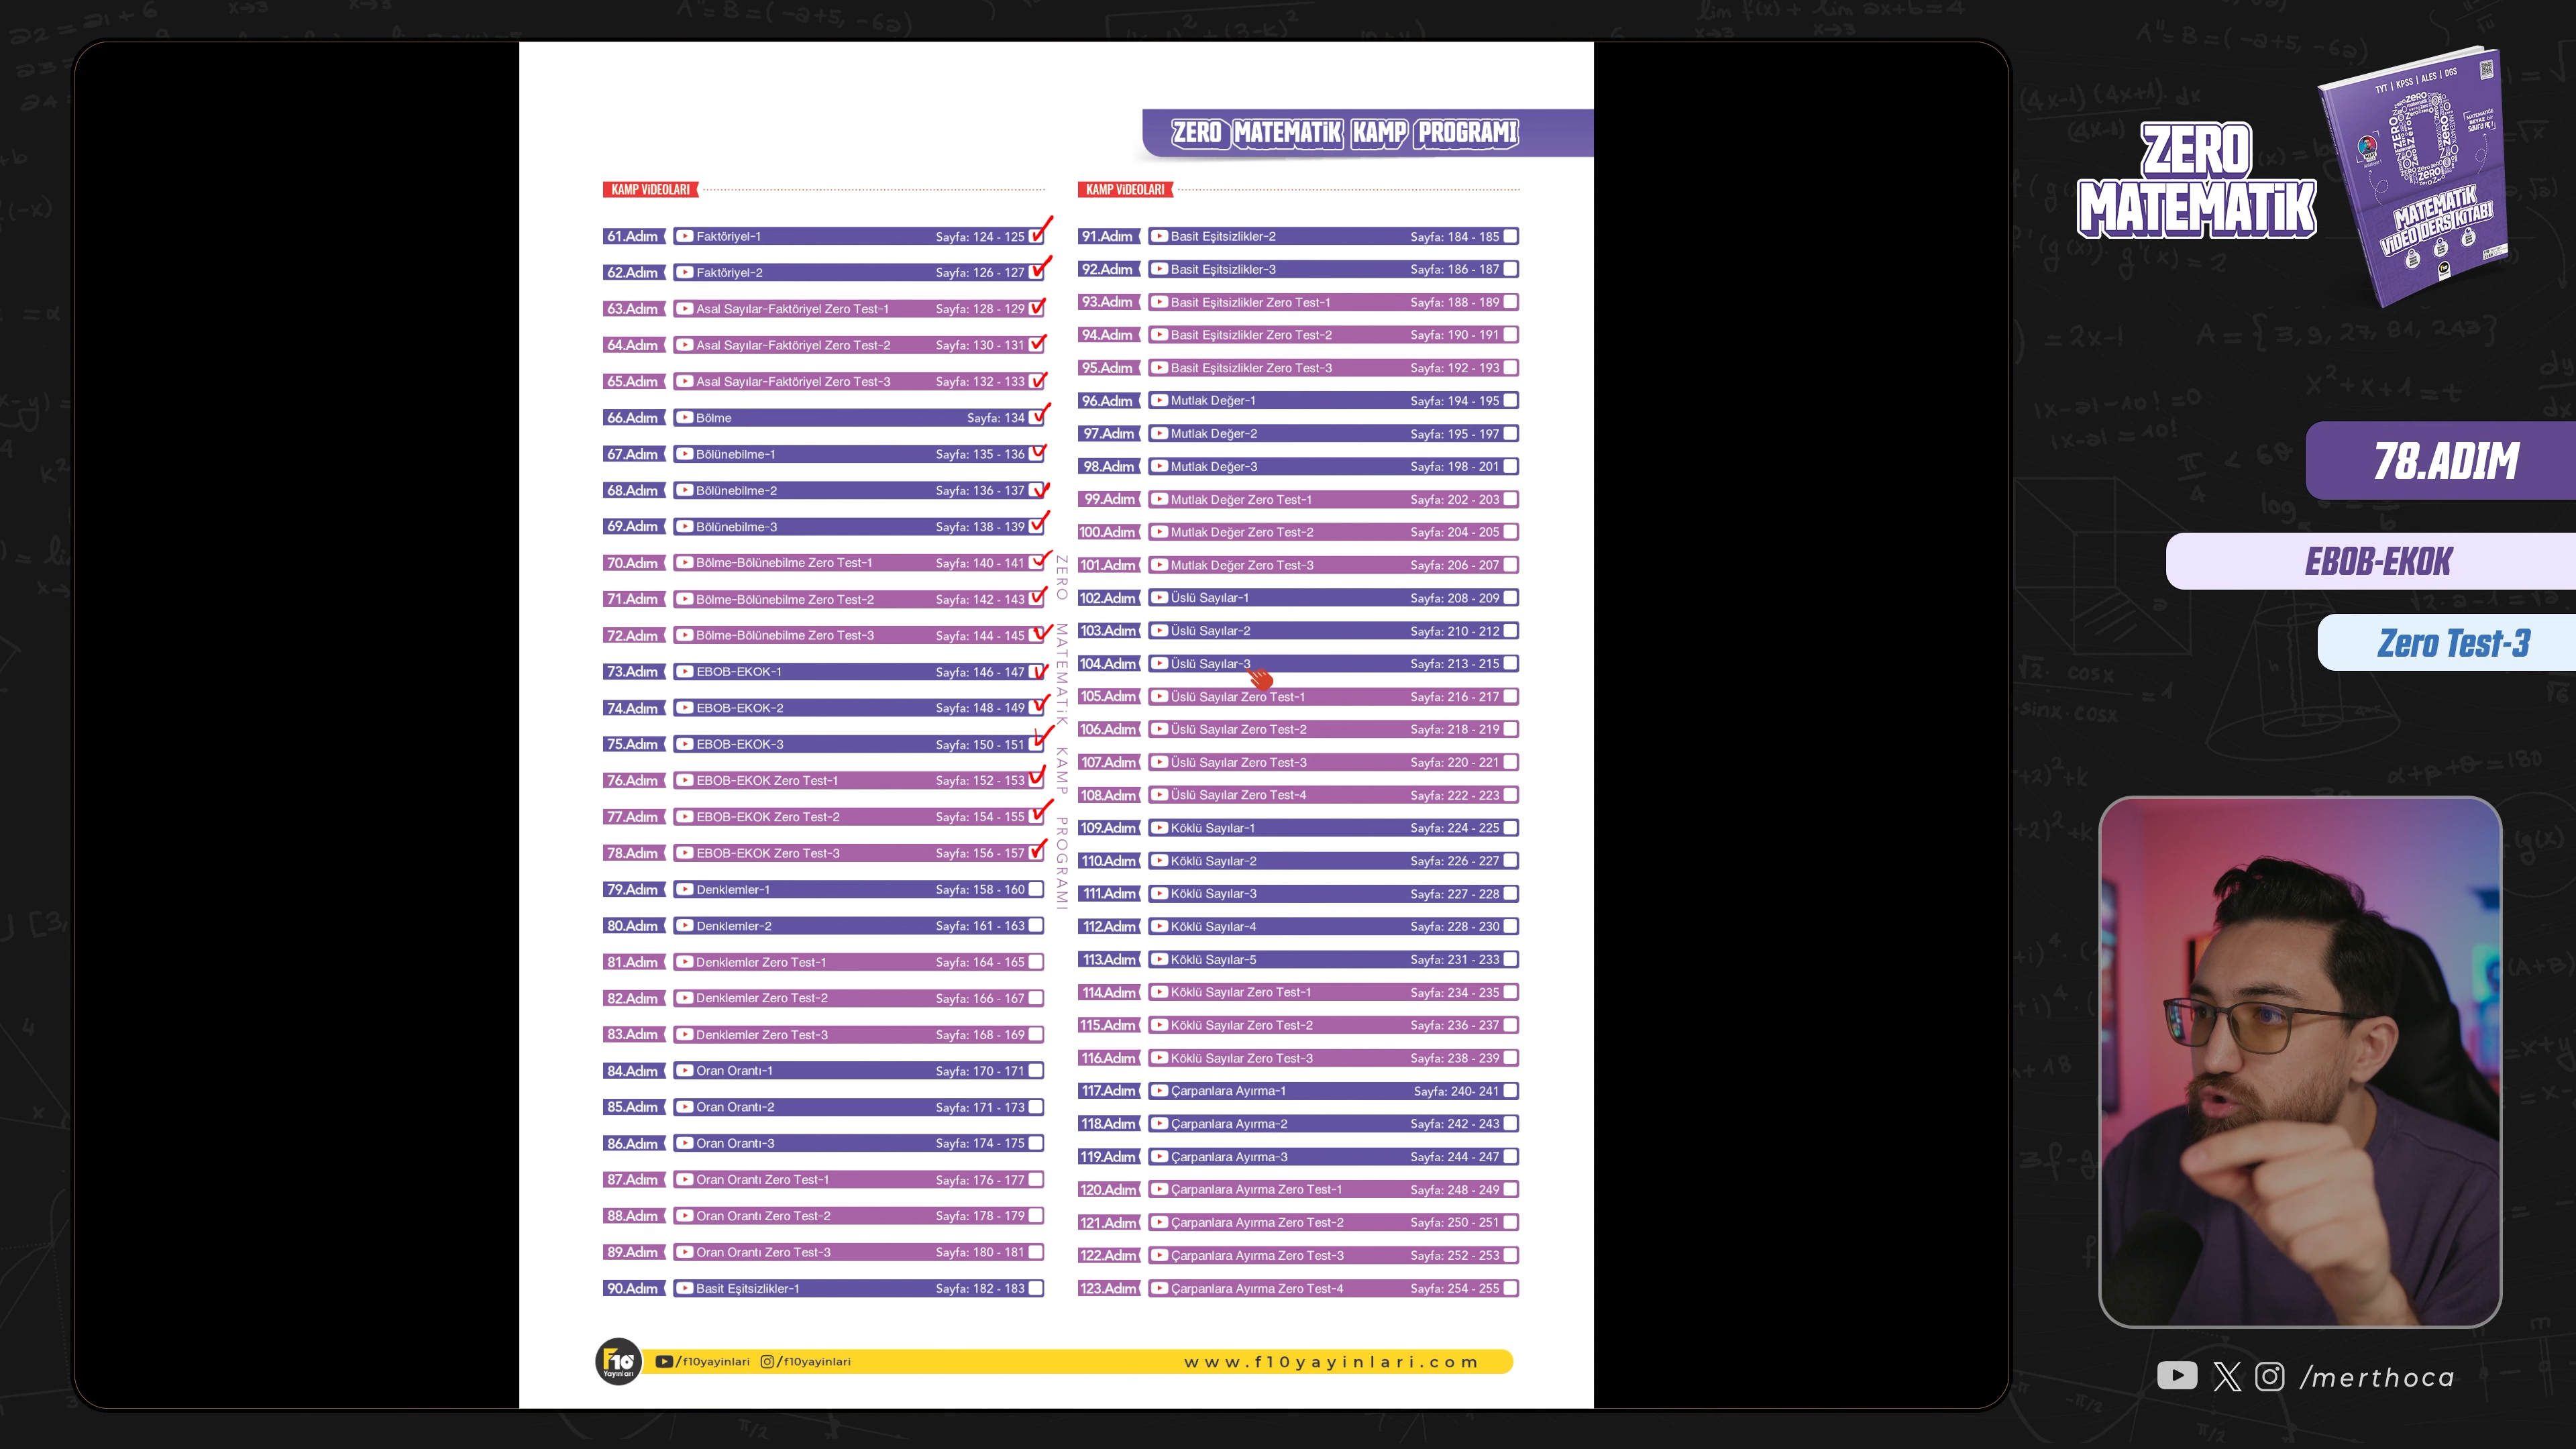 ZERO MATEMATİK KAMP PROGRAMI
KAMP VİDEOLARI
61.Adım Faktöriyel-1 Sayfa: 124 - 125
62.Adım Faktöriyel-2 Sayfa: 126 - 127
63.Adım Asal Sayılar-Faktöriyel Zero Test-1 Sayfa: 128 - 129
64.Adım Asal Sayılar-Faktöriyel Zero Test-2 Sayfa: 130 - 131
65.Adım Asal Sayılar-Faktöriyel Zero Test-3 Sayfa: 132 - 133
66.Adım Bölme Sayfa: 134
67.Adım Bölünebilme-1 Sayfa: 135 - 136
68.Adım Bölünebilme-2 Sayfa: 136 - 137
69.Adım Bölünebilme-3 Sayfa: 138 - 139
70.Adım Bölme-Bölünebilme Zero Test-1 Sayfa: 140 - 141
71.Adım Bölme-Bölünebilme Zero Test-2 Sayfa: 142 - 143
72.Adım Bölme-Bölünebilme Zero Test-3 Sayfa: 144 - 145
73.Adım EBOB-EKOK-1 Sayfa: 146 - 147
74.Adım EBOB-EKOK-2 Sayfa: 148 - 149
75.Adım EBOB-EKOK-3 Sayfa: 150 - 151
76.Adım EBOB-EKOK Zero Test-1 Sayfa: 152 - 153
77.Adım EBOB-EKOK Zero Test-2 Sayfa: 154 - 155
78.Adım EBOB-EKOK Zero Test-3 Sayfa: 156 - 157
79.Adım Denklemler-1 Sayfa: 158 - 160
80.Adım Denklemler-2 Sayfa: 161 - 163
81.Adım Denklemler Zero Test-1 Sayfa: 164 - 165
82.Adım Denklemler Zero Test-2 Sayfa: 166 - 167
83.Adım Denklemler Zero Test-3 Sayfa: 168 - 169
84.Adım Oran Orantı-1 Sayfa: 170 - 171
85.Adım Oran Orantı-2 Sayfa: 171 - 173
86.Adım Oran Orantı-3 Sayfa: 174 - 175
87.Adım Oran Orantı Zero Test-1 Sayfa: 176 - 177
88.Adım Oran Orantı Zero Test-2 Sayfa: 178 - 179
89.Adım Oran Orantı Zero Test-3 Sayfa: 180 - 181
90.Adım Basit Eşitsizlikler-1 Sayfa: 182 - 183
ZERO MATEMATİK KAMP PROGRAMI
KAMP VİDEOLARI
91.Adım Basit Eşitsizlikler-2 Sayfa: 184 - 185
92.Adım Basit Eşitsizlikler-3 Sayfa: 186 - 187
93.Adım Basit Eşitsizlikler Zero Test-1 Sayfa: 188 - 189
94.Adım Basit Eşitsizlikler Zero Test-2 Sayfa: 190 - 191
95.Adım Basit Eşitsizlikler Zero Test-3 Sayfa: 192 - 193
96.Adım Mutlak Değer-1 Sayfa: 194 - 195
97.Adım Mutlak Değer-2 Sayfa: 195 - 197
98.Adım Mutlak Değer-3 Sayfa: 198 - 201
99.Adım Mutlak Değer Zero Test-1 Sayfa: 202 - 203
100.Adım Mutlak Değer Zero Test-2 Sayfa: 204 - 205
101.Adım Mutlak Değer Zero Test-3 Sayfa: 206 - 207
102.Adım Üslü Sayılar-1 Sayfa: 208 - 209
103.Adım Üslü Sayılar-2 Sayfa: 210 - 212
104.Adım Üslü Sayılar-3 Sayfa: 213 - 215
105.Adım Üslü Sayılar Zero Test-1 Sayfa: 216 - 217
106.Adım Üslü Sayılar Zero Test-2 Sayfa: 218 - 219
107.Adım Üslü Sayılar Zero Test-3 Sayfa: 220 - 221
108.Adım Üslü Sayılar Zero Test-4 Sayfa: 222 - 223
109.Adım Köklü Sayılar-1 Sayfa: 224 - 225
110.Adım Köklü Sayılar-2 Sayfa: 226 - 227
111.Adım Köklü Sayılar-3 Sayfa: 227 - 228
112.Adım Köklü Sayılar-4 Sayfa: 228 - 230
113.Adım Köklü Sayılar-5 Sayfa: 231 - 233
114.Adım Köklü Sayılar Zero Test-1 Sayfa: 234 - 235
115.Adım Köklü Sayılar Zero Test-2 Sayfa: 236 - 237
116.Adım Köklü Sayılar Zero Test-3 Sayfa: 238 - 239
117.Adım Çarpanlara Ayırma-1 Sayfa: 240- 241
118.Adım Çarpanlara Ayırma-2 Sayfa: 242 - 243
119.Adım Çarpanlara Ayırma-3 Sayfa: 244 - 247
120.Adım Çarpanlara Ayırma Zero Test-1 Sayfa: 248 - 249
121.Adım Çarpanlara Ayırma Zero Test-2 Sayfa: 250 - 251
122.Adım Çarpanlara Ayırma Zero Test-3 Sayfa: 252 - 253
123.Adım Çarpanlara Ayırma Zero Test-4 Sayfa: 254 - 255
F10 Yayınları
/f10yayinlari /f10yayinlari
www.f10yayinlari.com
ZERO
MATEMATİK
TYT | KPSS | ALES | DGS
MATEMATİK
VİDEO DERS KİTABI
78.ADIM
EBOB-EKOK
Zero Test-3
/merthoca